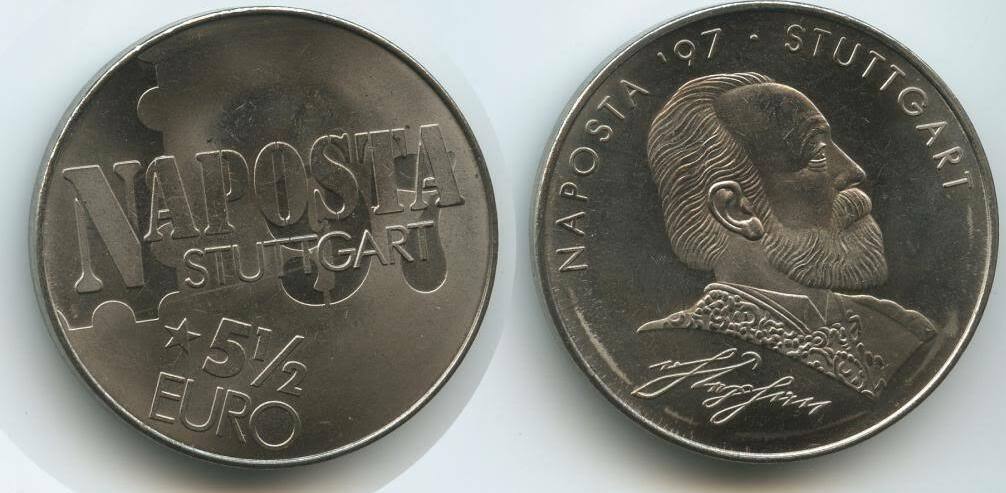 NAPOSTA
STUTTGART
5½
EURO
NAPOSTA '97 · STUTTGART